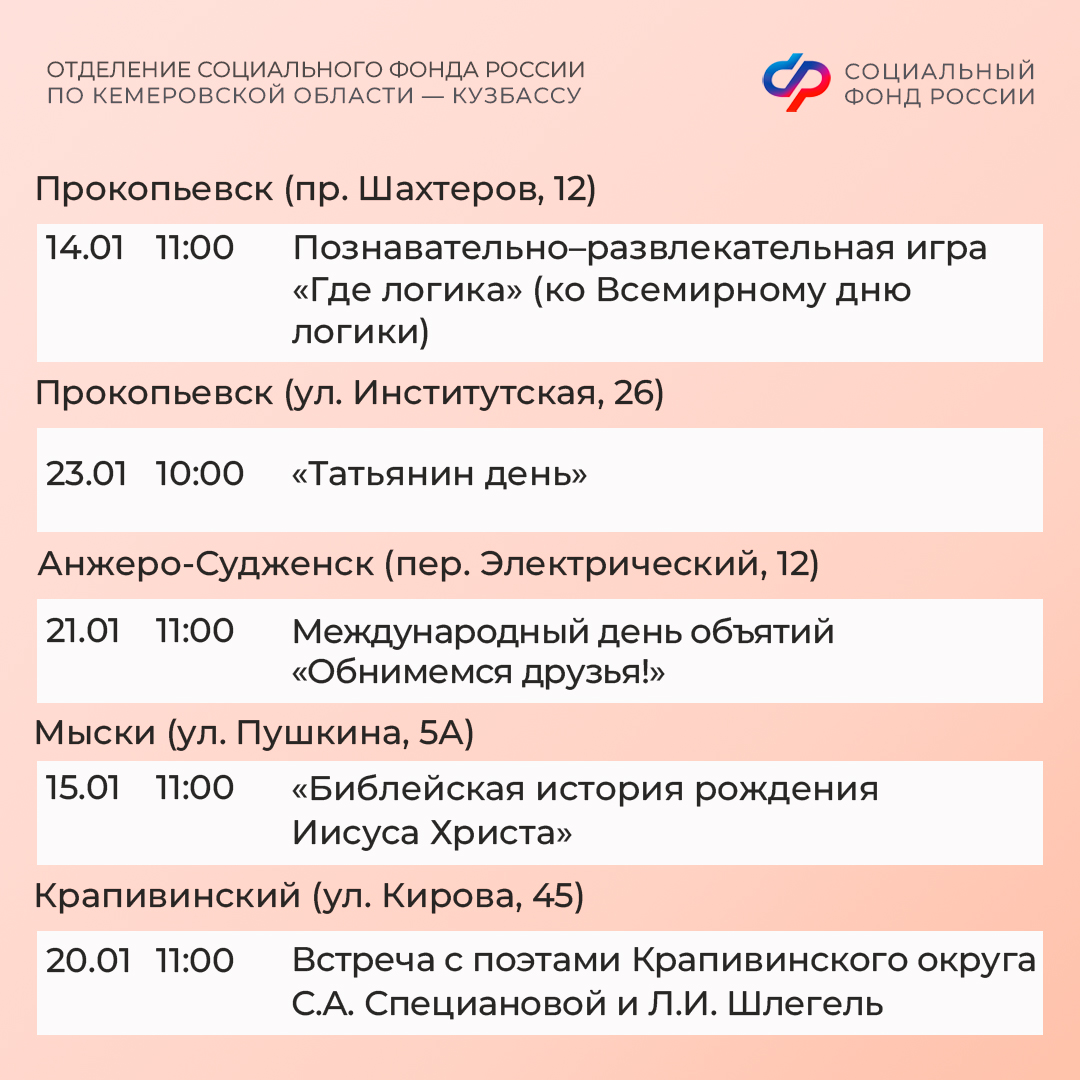 ОТДЕЛЕНИЕ СОЦИАЛЬНОГО ФОНДА РОССИИ
ПО КЕМЕРОВСКОЙ ОБЛАСТИ — КУЗБАССУ
СОЦИАЛЬНЫЙ
ФОНД РОССИИ
Прокопьевск (пр. Шахтеров, 12)
14.01 11:00 Познавательно–развлекательная игра
«Где логика» (ко Всемирному дню
логики)
Прокопьевск (ул. Институтская, 26)
23.01 10:00 «Татьянин день»
Анжеро-Судженск (пер. Электрический, 12)
21.01 11:00 Международный день объятий
«Обнимемся друзья!»
Мыски (ул. Пушкина, 5А)
15.01 11:00 «Библейская история рождения
Иисуса Христа»
Крапивинский (ул. Кирова, 45)
20.01 11:00 Встреча с поэтами Крапивинского округа
С.А. Специановой и Л.И. Шлегель